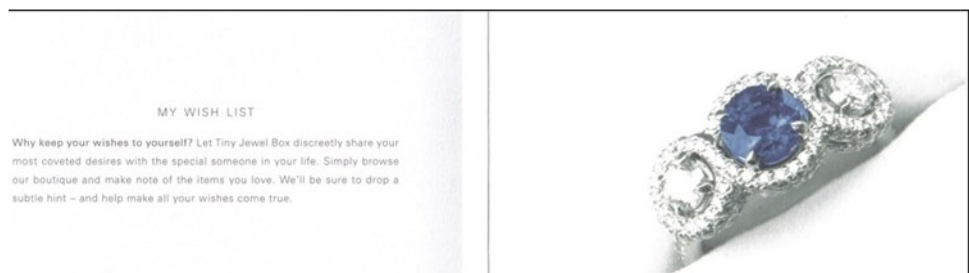 MY WISH LIST
Why keep your wishes to yourself? Let Tiny Jewel Box discreetly share your
most coveted desires with the special someone in your life. Simply browse
our boutique and make note of the items you love. We'll be sure to drop a
subtle hint – and help make all your wishes come true.